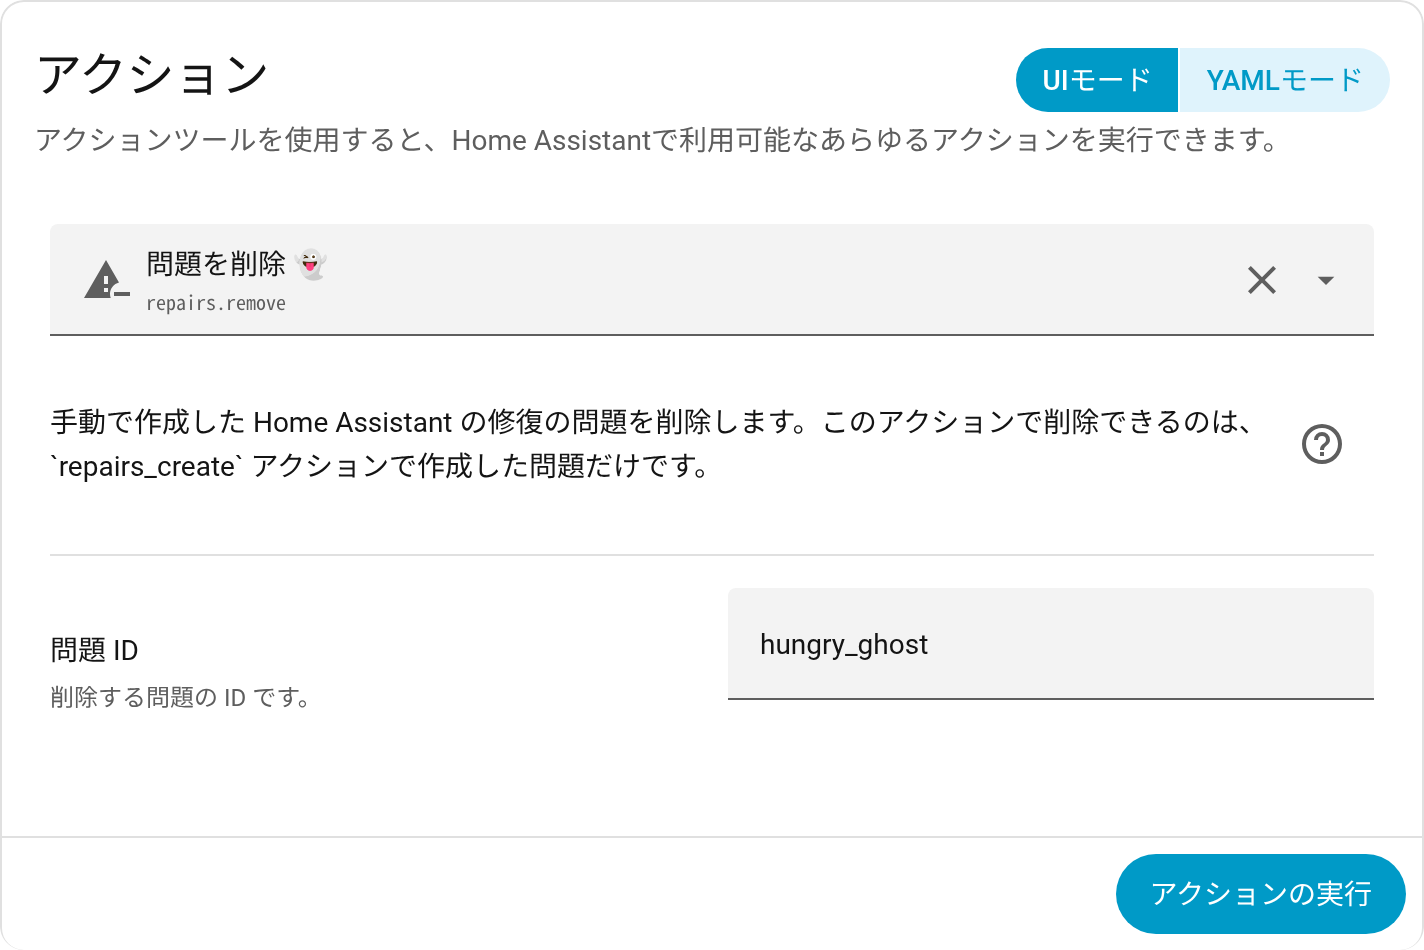 アクション
UIモード
YAMLモード
アクションツールを使用すると、Home Assistantで利用可能なあらゆるアクションを実行できます。
問題を削除 👻
repairs.remove
手動で作成した Home Assistant の修復の問題を削除します。このアクションで削除できるのは、
`repairs_create` アクションで作成した問題だけです。
問題 ID
削除する問題の ID です。
hungry_ghost
アクションの実行